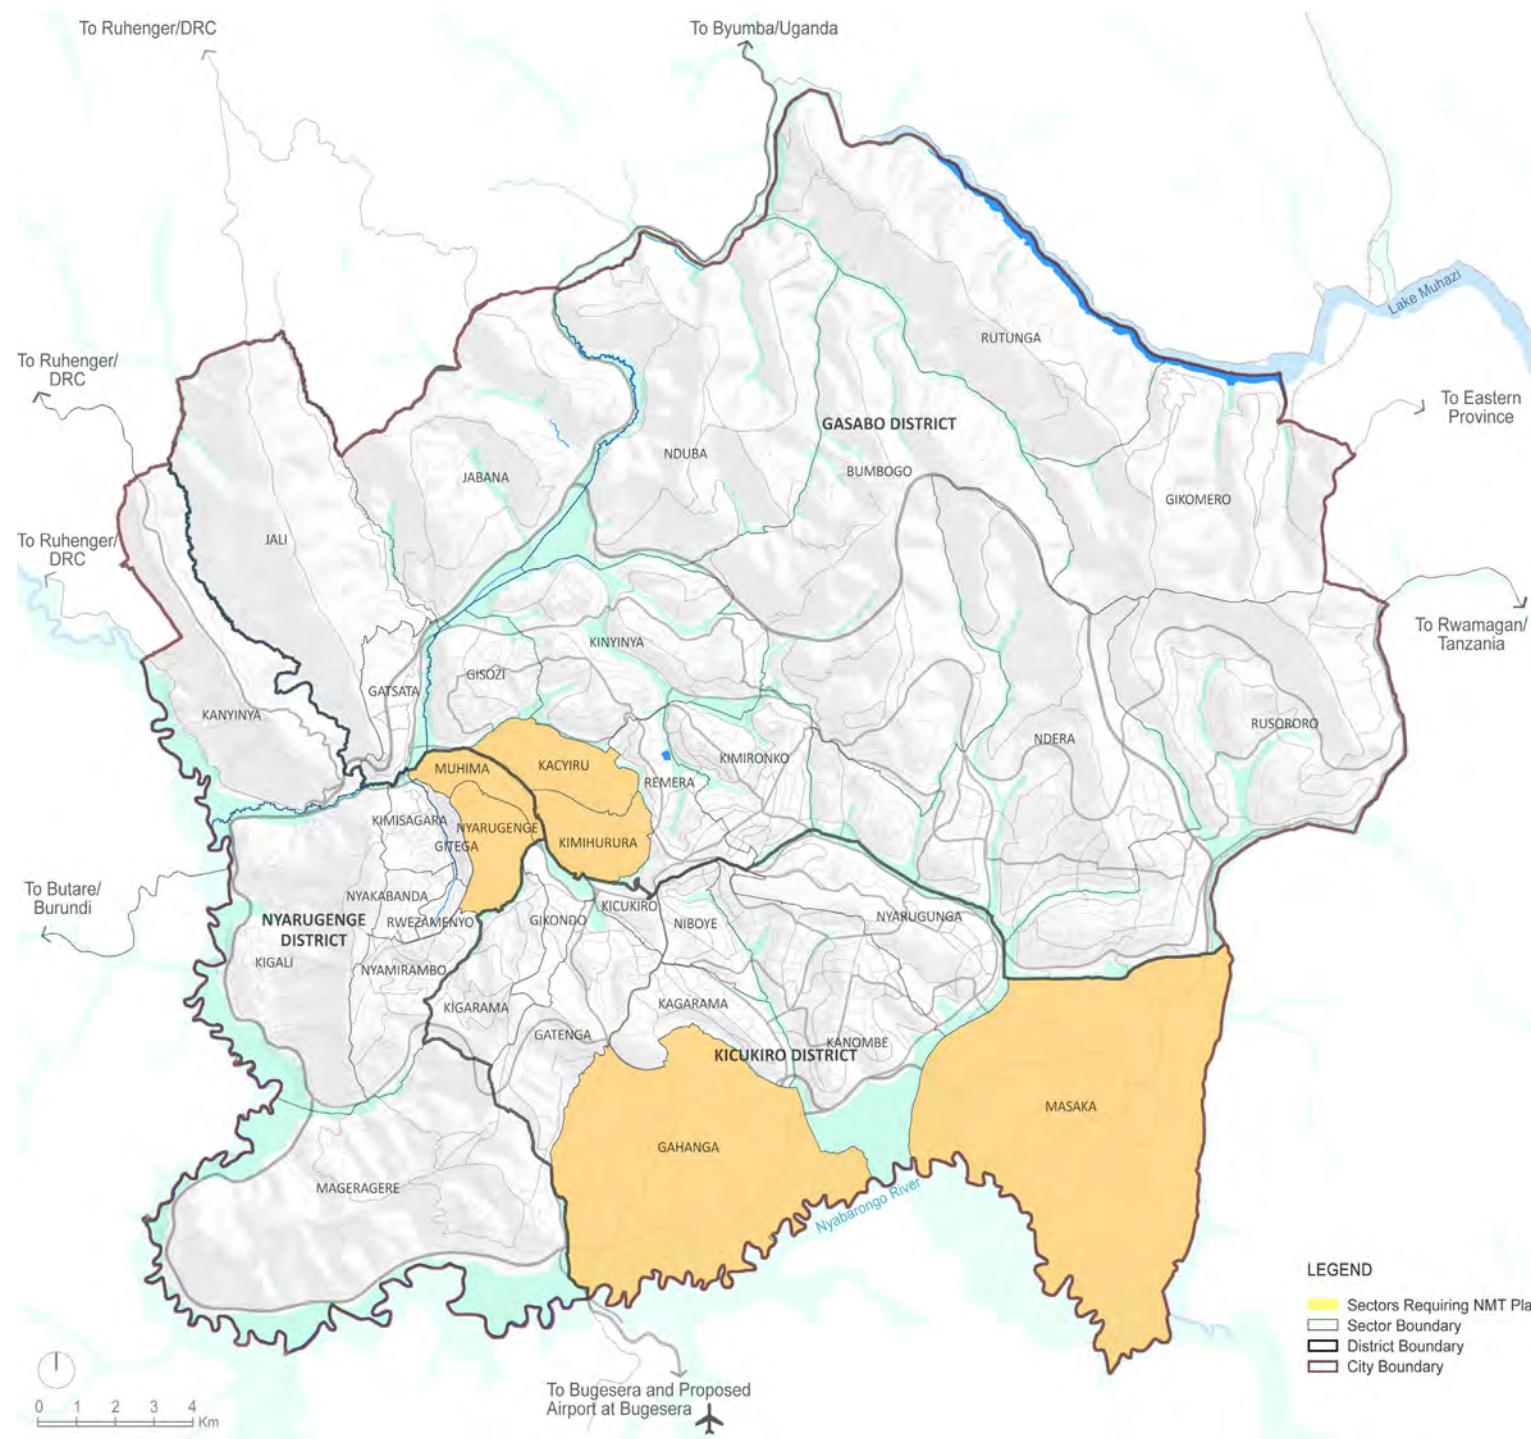 To Ruhenger/DRC
To Byumba/Uganda
Lake Muhazi
RUTUNGA
To Ruhenger/
DRC
To Eastern
Province
GASABO DISTRICT
NDUBA
BUMBOGO
JABANA
GIKOMERO
JALI
To Ruhenger/
DRC
To Rwamagan/
Tanzania
KINYINYA
GISOZI
GATSATA
KANYINYA
RUSORORO
NDERA
KIMIRONKO
KACYIRU
MUHIMA
REMERA
KIMISAGARA
NYARUGENGE
GITEGA
KIMIHURURA
To Butare/
Burundi
NYAKABANDA
KICUKIRO
NYARUGENGE
DISTRICT
RWEZAMENYO
GIKONDO
NIBOYE
NYARUGUNGA
KIGALI
NYAMIRAMBO
KIGARAMA
KAGARAMA
GATENGA
KANOMBE
KICUKIRO DISTRICT
MASAKA
GAHANGA
MAGERAGERE
Nyabarongo River
LEGEND
Sectors Requiring NMT Pla
Sector Boundary
District Boundary
City Boundary
To Bugesera and Proposed
Airport at Bugesera
0 1 2 3 4
Km